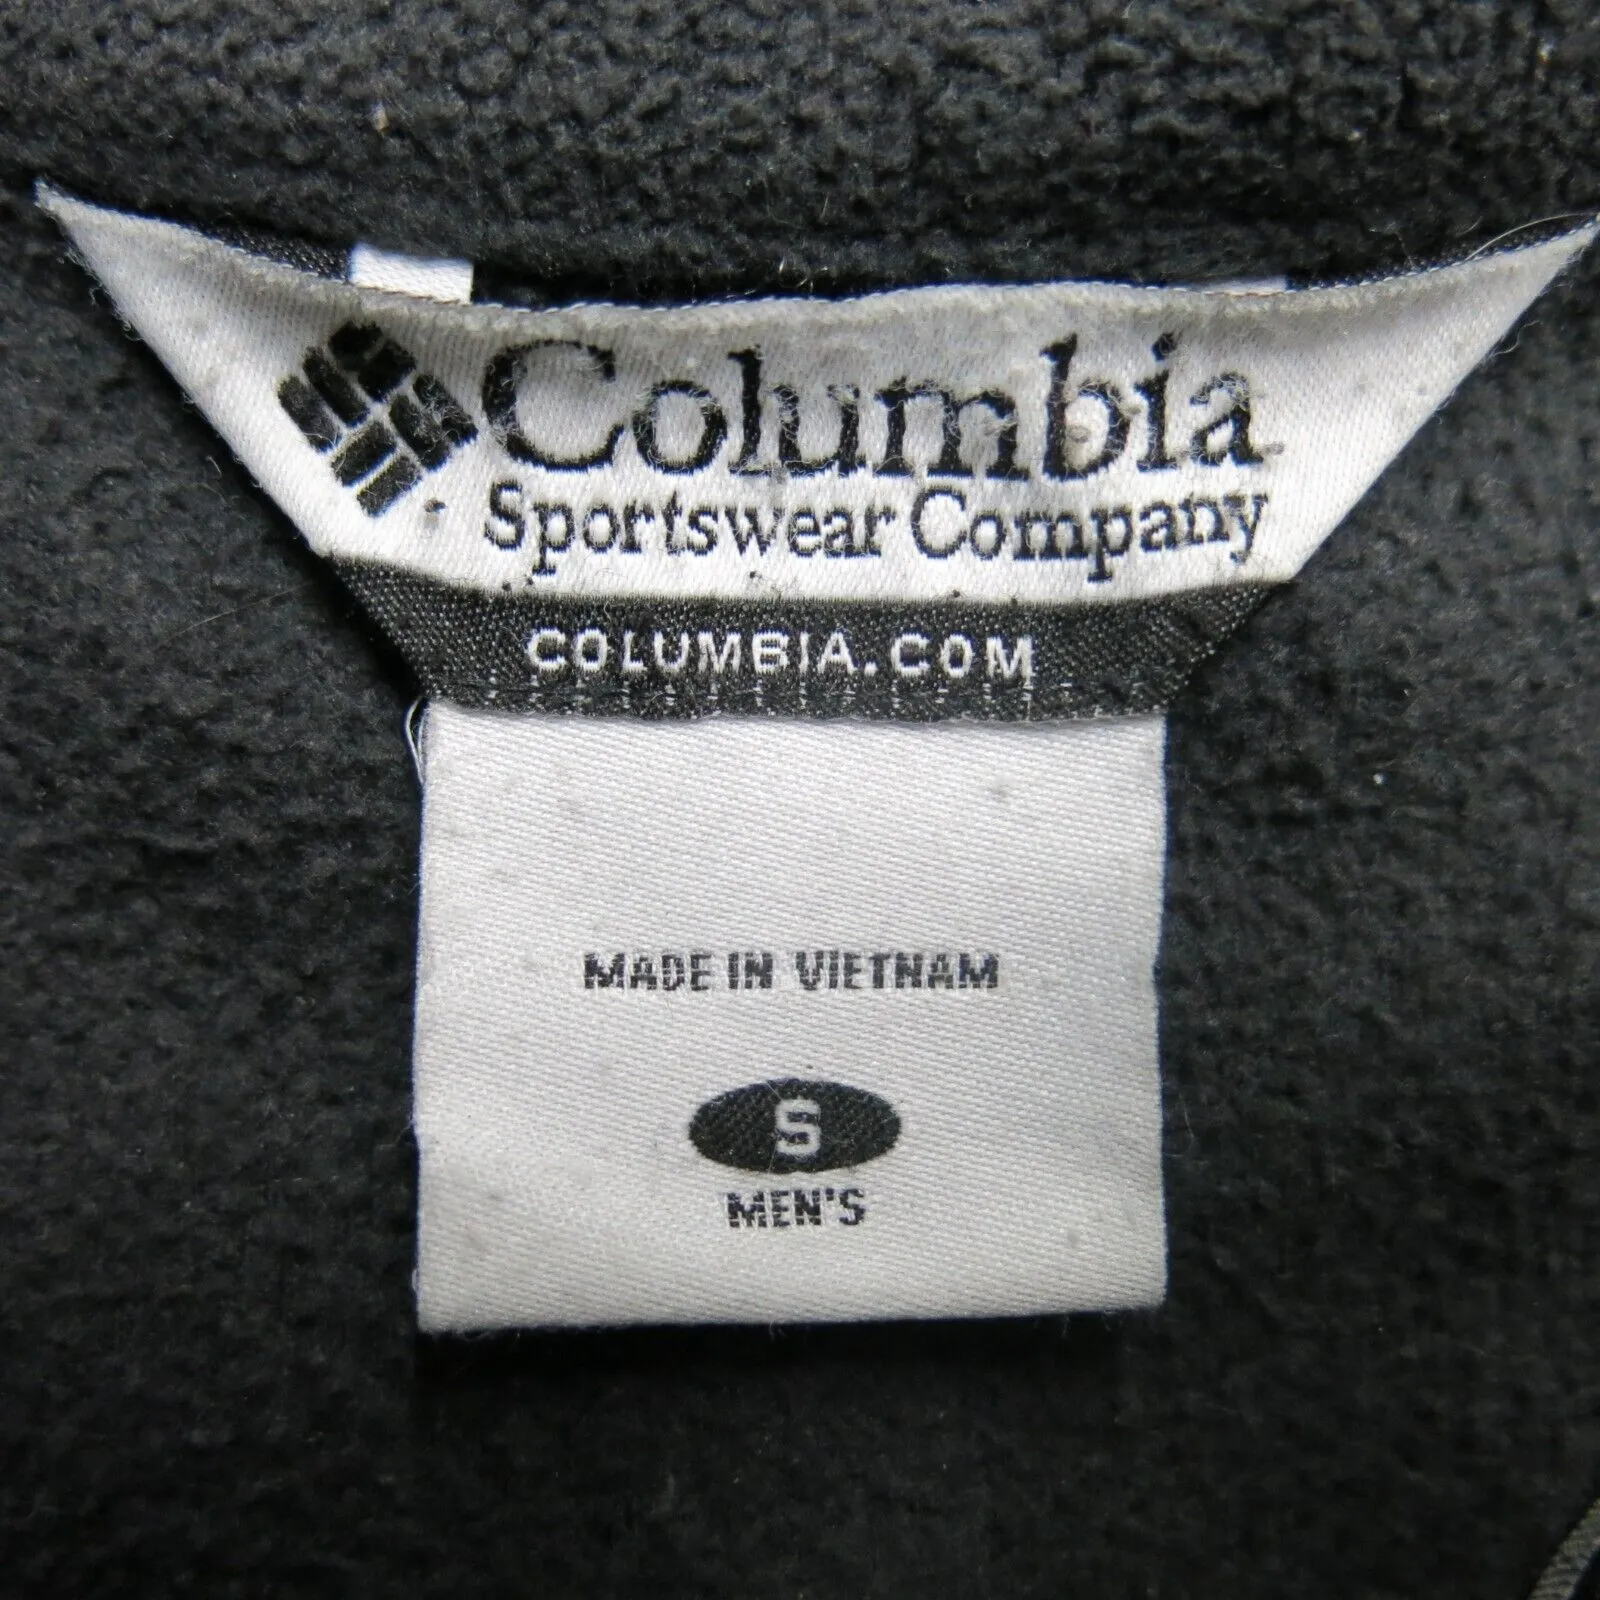 Columbia
Sportswear Company
COLUMBIA.COM
MADE IN VIETNAM
S
MEN'S